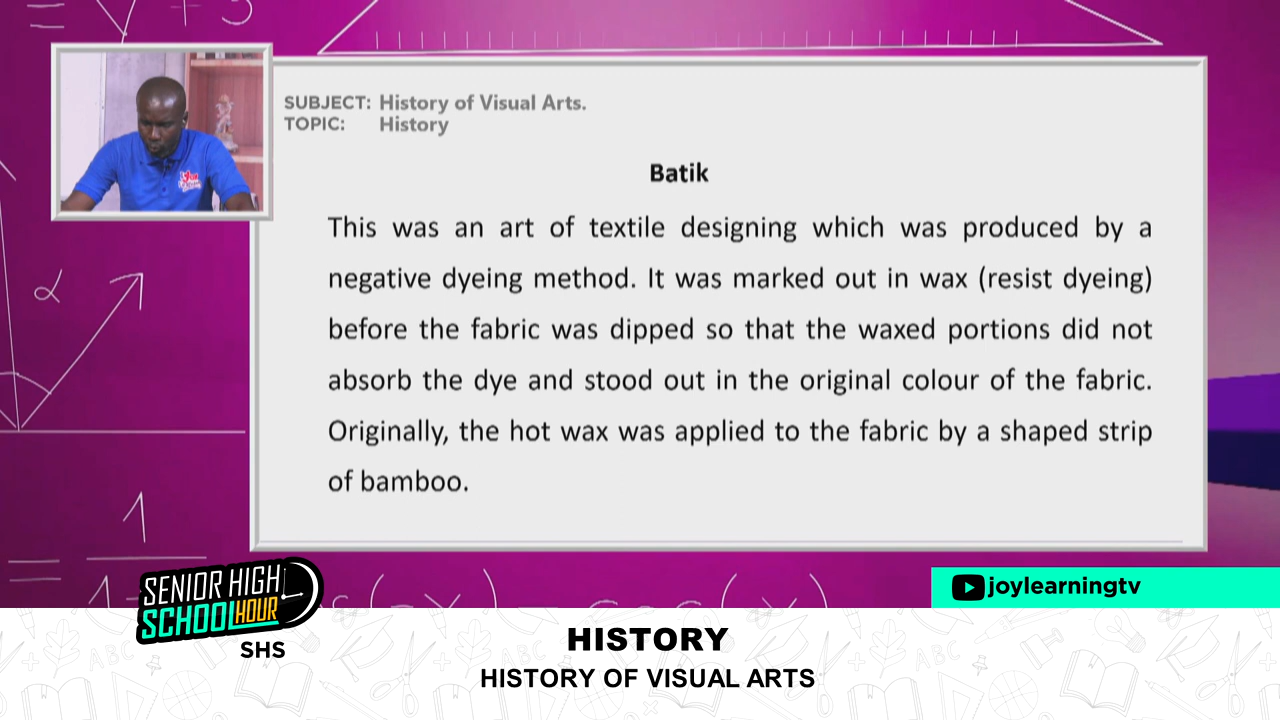 SUBJECT: History of Visual Arts.
TOPIC: History
Batik
This was an art of textile designing which was produced by a
negative dyeing method. It was marked out in wax (resist dyeing)
before the fabric was dipped so that the waxed portions did not
absorb the dye and stood out in the original colour of the fabric.
Originally, the hot wax was applied to the fabric by a shaped strip
of bamboo.
SENIOR HIGH
SCHOOL HOUR
SHS
joylearningtv
HISTORY
HISTORY OF VISUAL ARTS